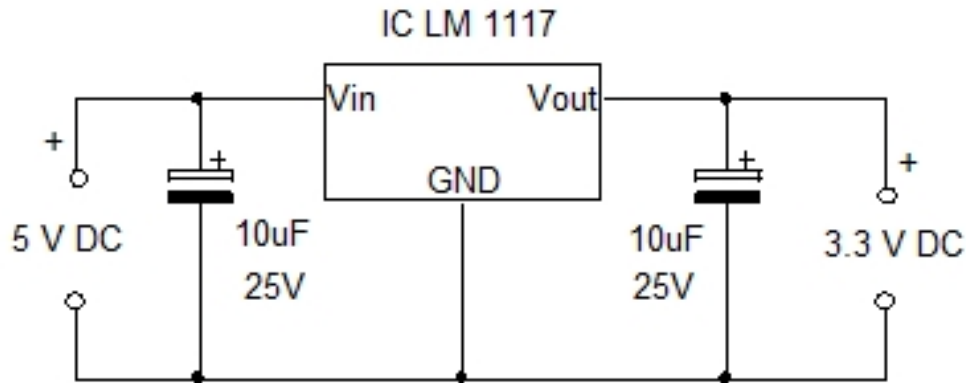 IC LM 1117
Vin
Vout
+
+
+
+
GND
5 V DC
10uF
25V
10uF
25V
3.3 V DC